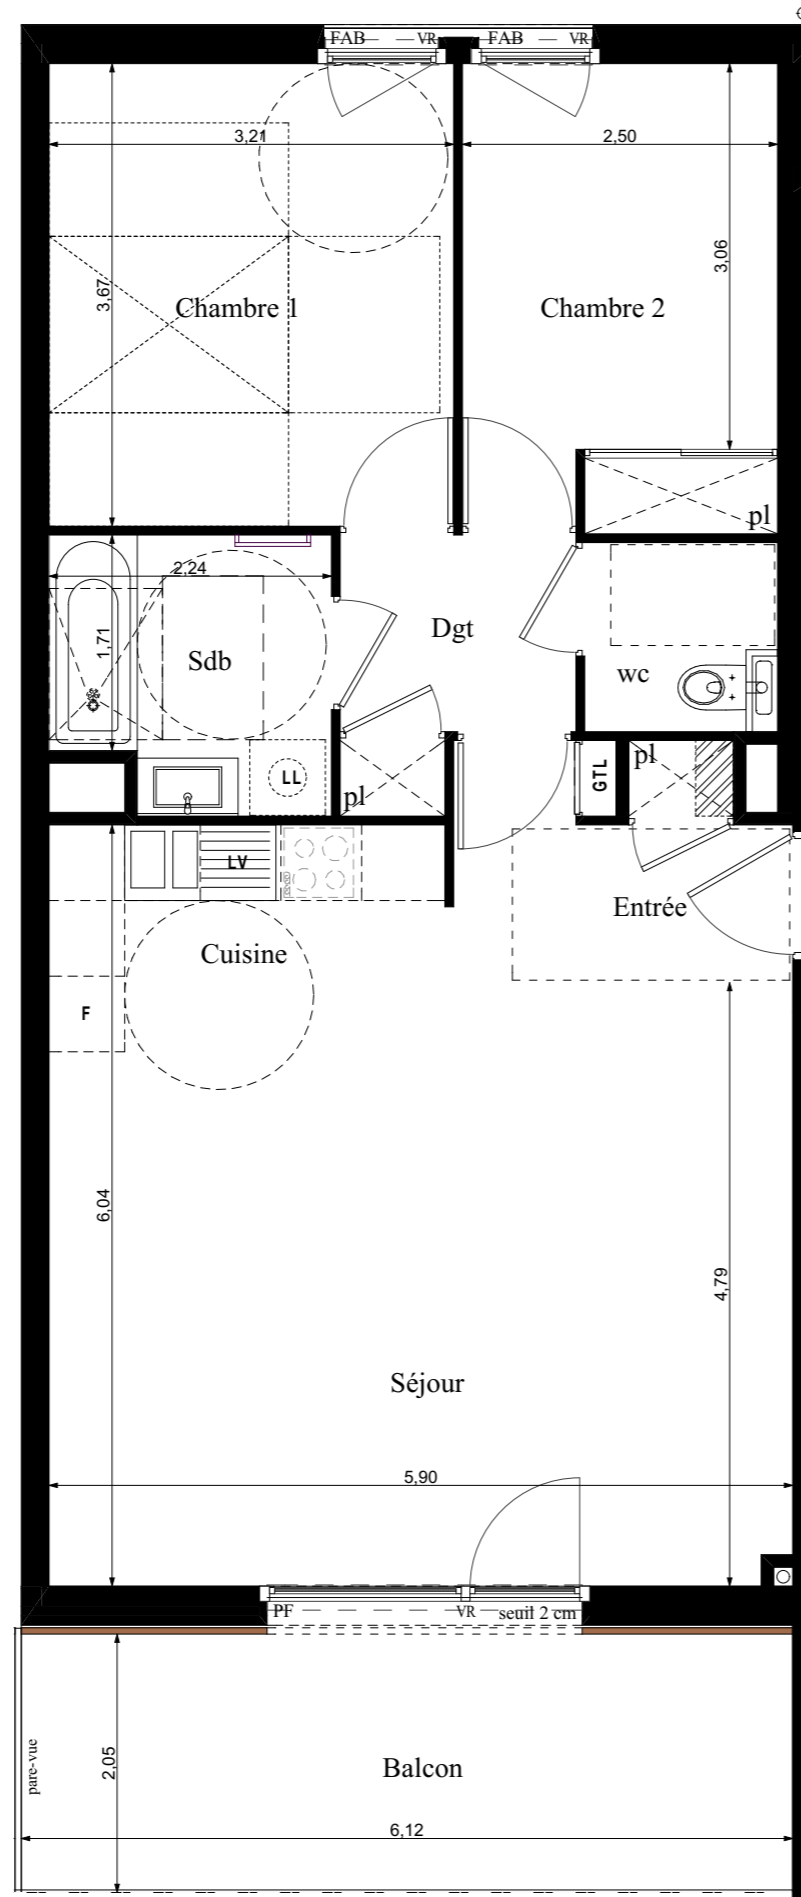 FAB VR FAB VR
3,21 2,50
3,06
3,67
Chambre 1 Chambre 2
pl
2,24
1,71
Sdb
Dgt
wc
LL
pl
GTL
pl
LV
Entrée
Cuisine
F
6,04
4,79
Séjour
5,90
PF VR seuil 2 cm
pare-vue
2,05
Balcon
6,12